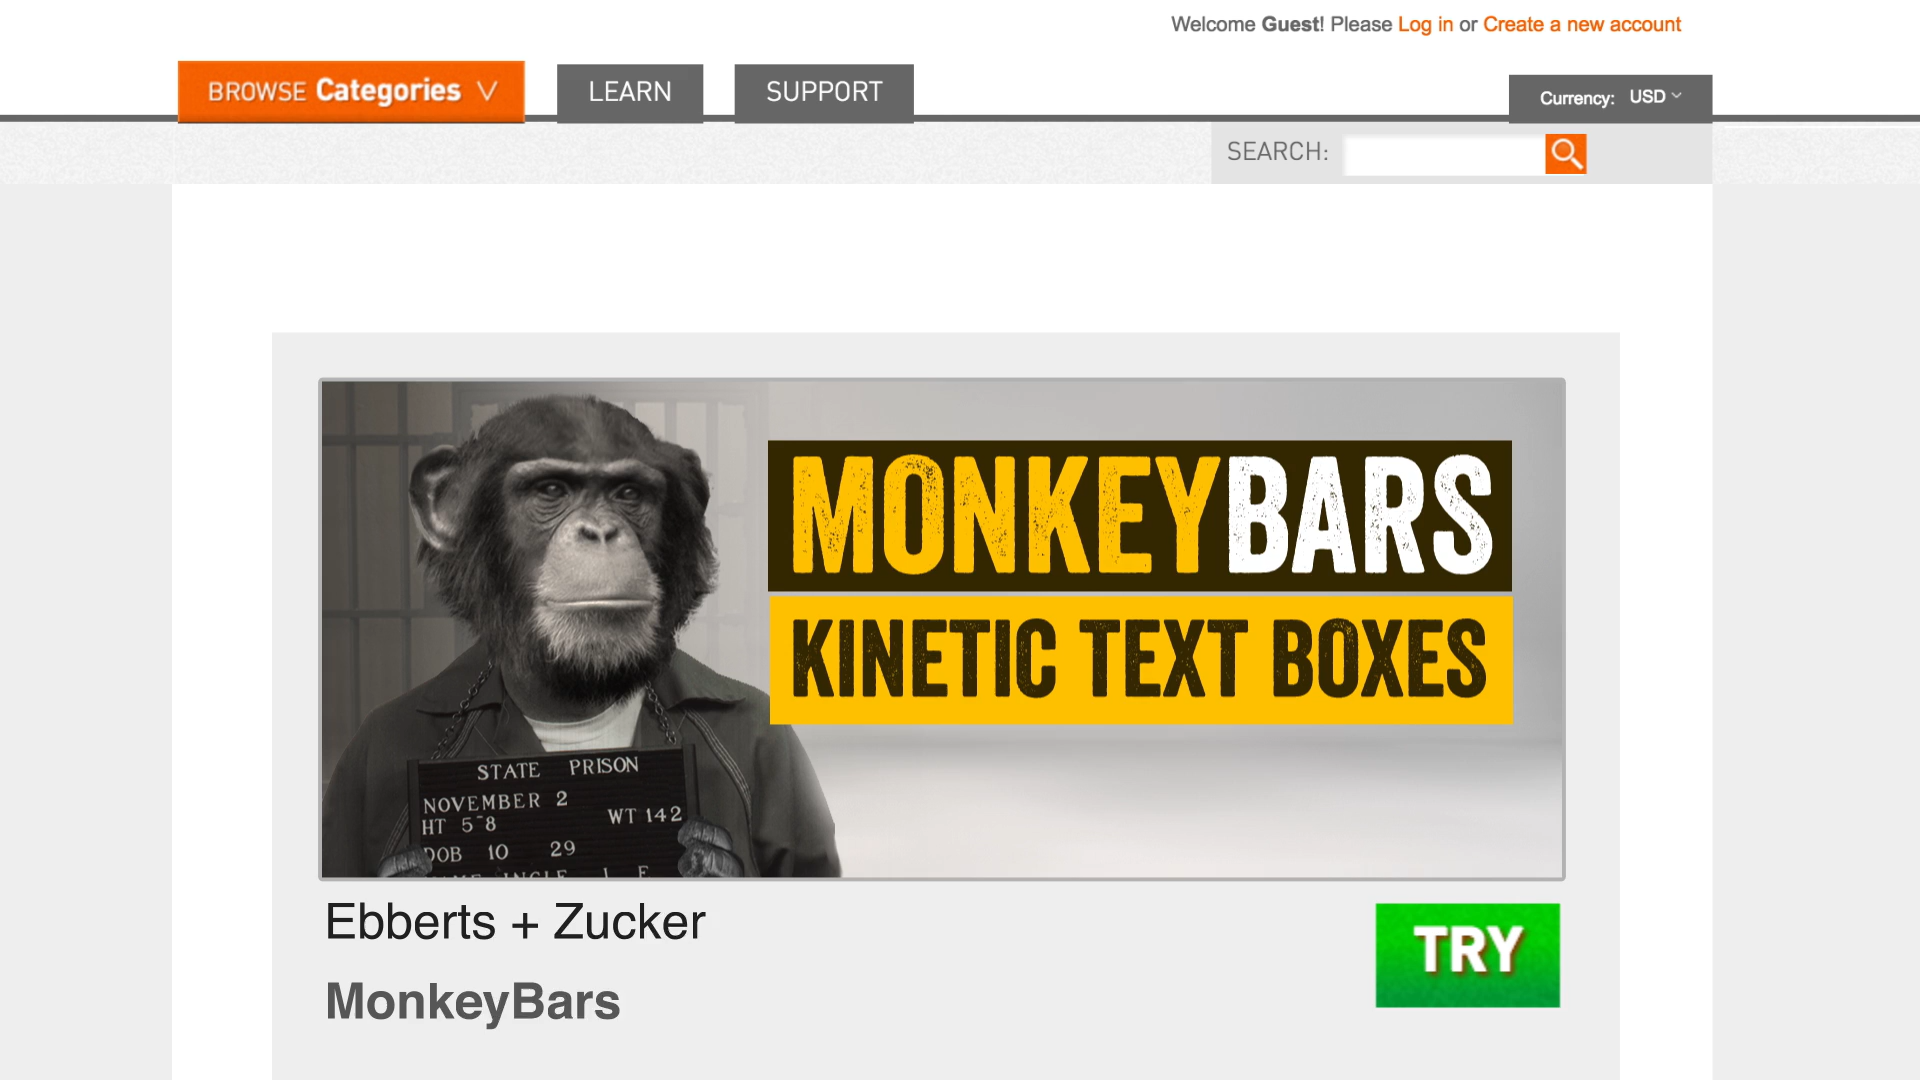 Welcome Guest! Please Log in or Create a new account
BROWSE Categories
LEARN
SUPPORT
Currency: USD
SEARCH:
MONKEYBARS
KINETIC TEXT BOXES
STATE PRISON
NOVEMBER 2
HT 5-8 WT 142
DOB 10 29
Ebberts + Zucker
TRY
MonkeyBars